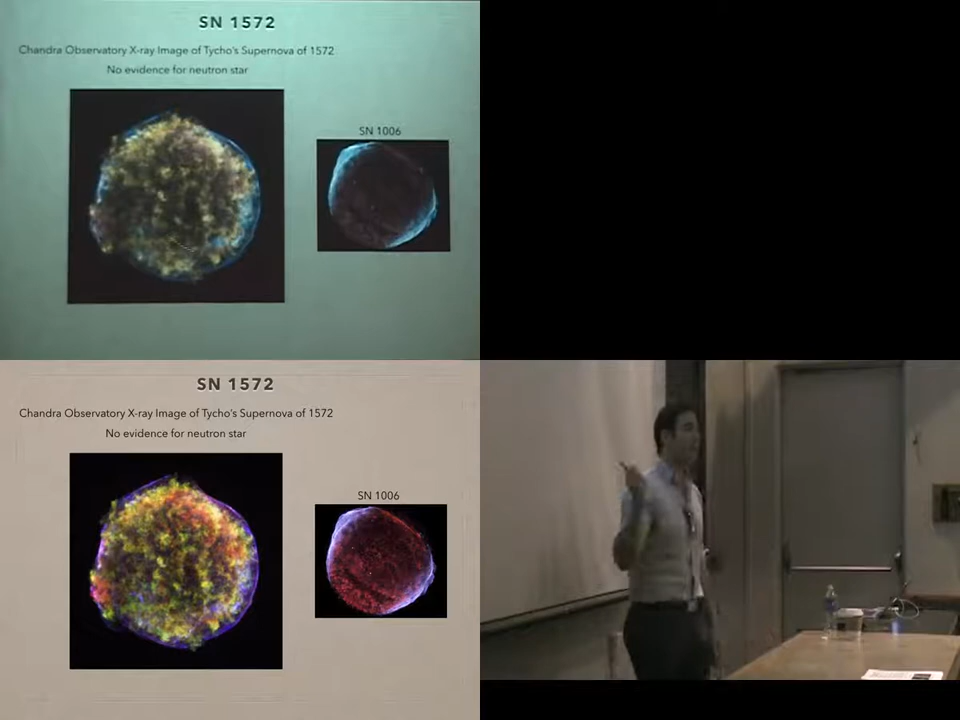 SN 1572
Chandra Observatory X-ray Image of Tycho's Supernova of 1572
No evidence for neutron star
SN 1006
SN 1572
Chandra Observatory X-ray Image of Tycho's Supernova of 1572
No evidence for neutron star
SN 1006